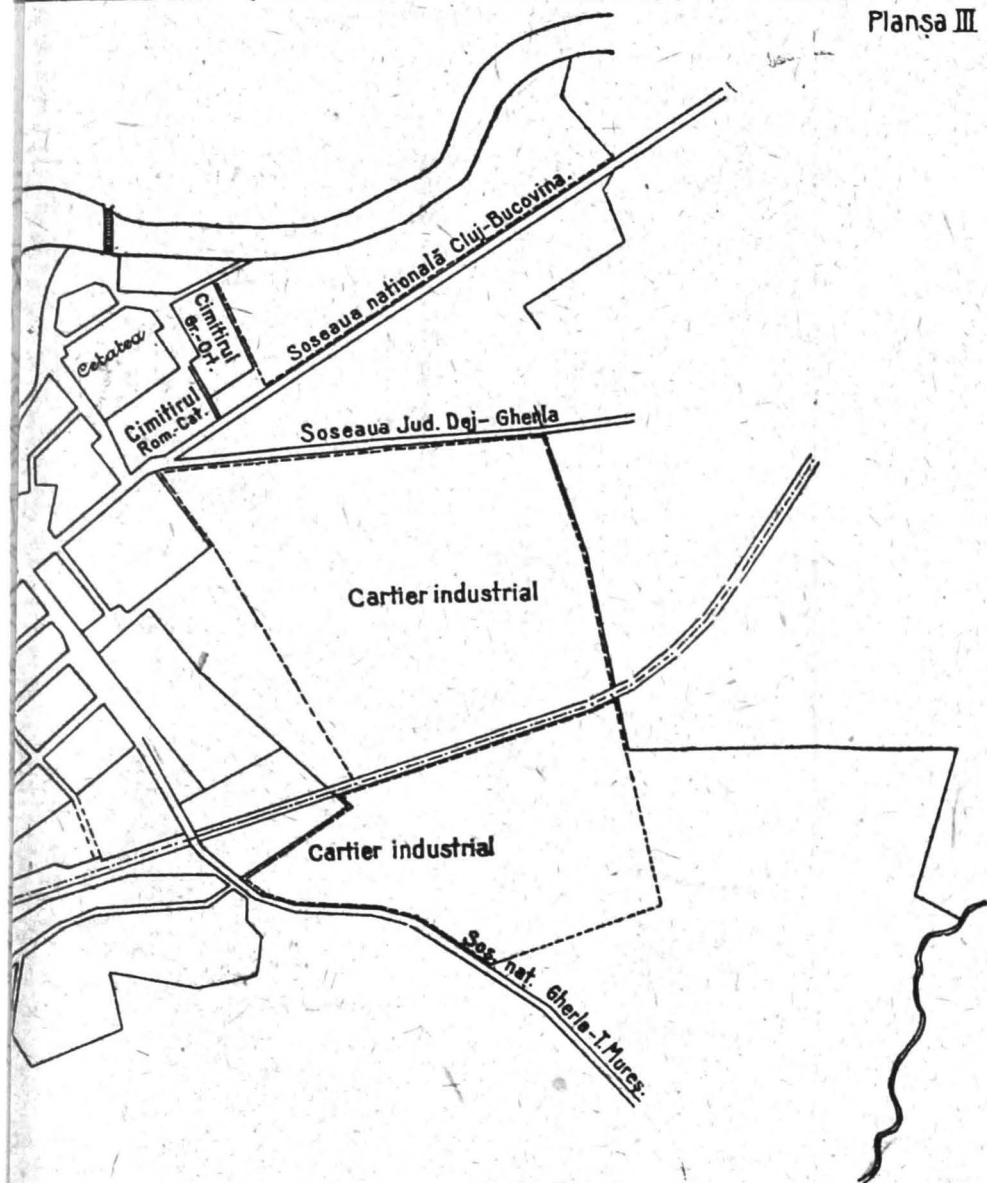 Planşa III
Soseaua natională Cluj-Bucovina.
Cimitirul
Gr.-Ort.
Cetatea
Cimitirul
Rom.-Cat.
Soseaua Jud. Dej-Gherla
Cartier industrial
Cartier industrial
Sos. nat. Gherla-T.Mureş.